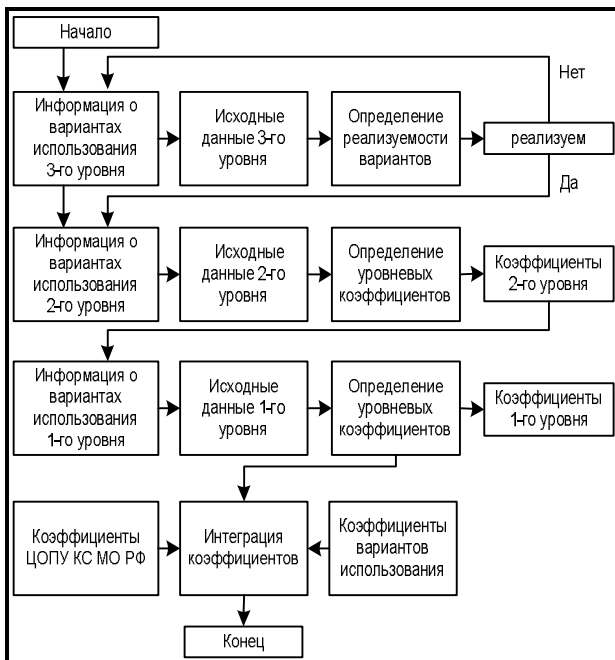 Начало
Нет
Информация о
вариантах
использования
3-го уровня
Исходные
данные 3-го
уровня
Определение
реализуемости
вариантов
реализуем
Да
Информация о
вариантах
использования
2-го уровня
Исходные
данные 2-го
уровня
Определение
уровневых
коэффициентов
Коэффициенты
2-го уровня
Информация о
вариантах
использования
1-го уровня
Исходные
данные 1-го
уровня
Определение
уровневых
коэффициентов
Коэффициенты
1-го уровня
Коэффициенты
ЦОПУ КС МО РФ
Интеграция
коэффициентов
Коэффициенты
вариантов
использования
Конец